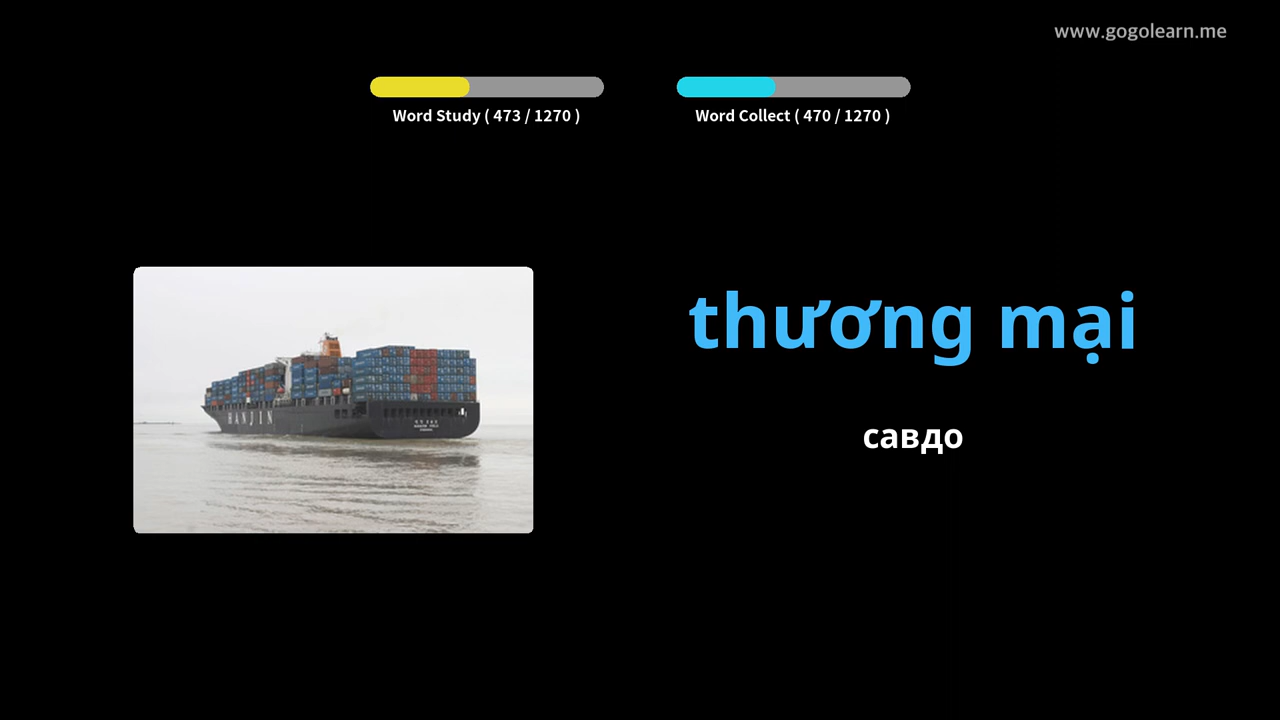 www.gogolearn.me
Word Study ( 473 / 1270 )
Word Collect ( 470 / 1270 )
thương mại
савдо
HANJIN